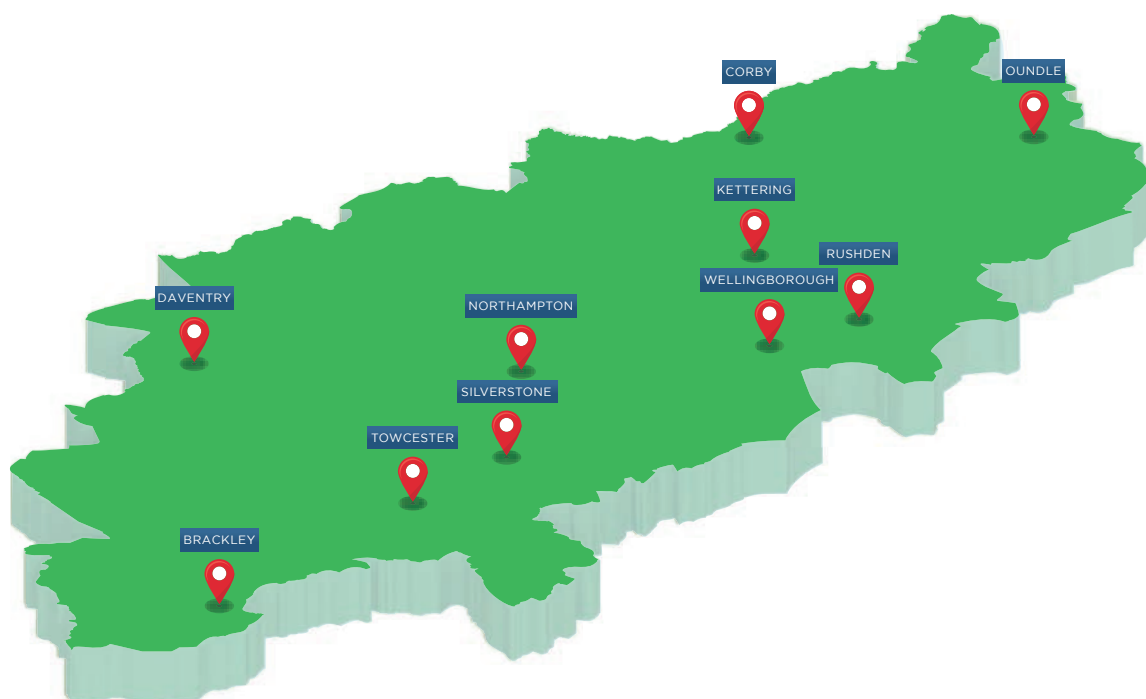 CORBY
OUNDLE
KETTERING
RUSHDEN
WELLINGBOROUGH
DAVENTRY
NORTHAMPTON
SILVERSTONE
TOWCESTER
BRACKLEY